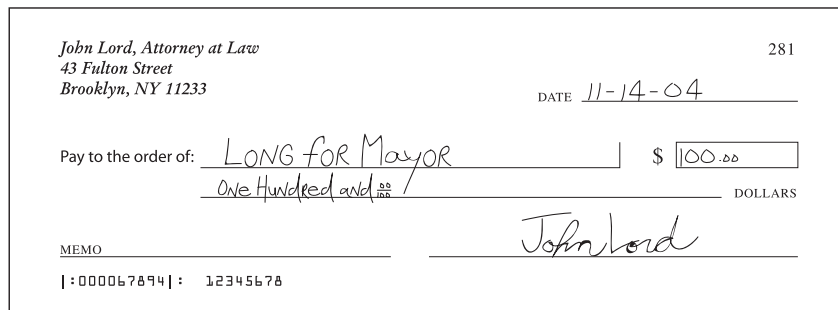 John Lord, Attorney at Law 281
43 Fulton Street
Brooklyn, NY 11233
DATE 11-14-04
Pay to the order of: LONG FOR MayOR $ 100.00
ONe HUNdRed aNd 00/100 DOLLARS
John Lord
MEMO
|:000067894|: 12345678